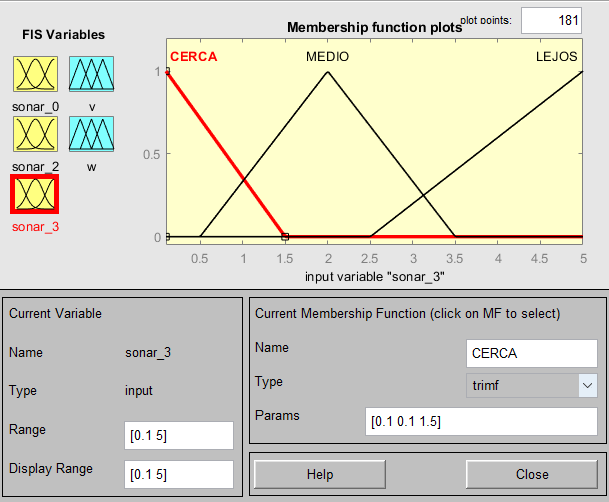 FIS Variables
Membership function plots
plot points:
181
sonar_0
v
sonar_2
w
sonar_3
CERCA
MEDIO
LEJOS
1
0.5
0
0.5
1
1.5
2
2.5
3
3.5
4
4.5
5
input variable "sonar_3"
Current Variable
Name
sonar_3
Type
input
Range
[0.1 5]
Display Range
[0.1 5]
Current Membership Function (click on MF to select)
Name
CERCA
Type
trimf
Params
[0.1 0.1 1.5]
Help
Close